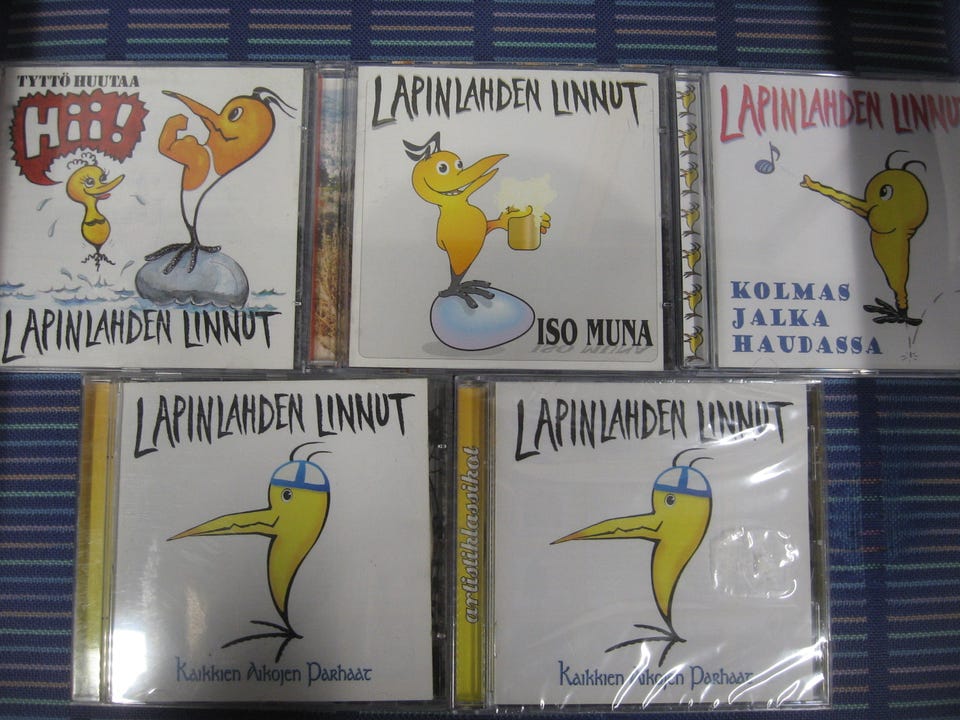 TYTTÖ HUUTAA
Hii!
LAPINLAHDEN LINNUT
LAPINLAHDEN LINNUT
ISO MUNA
LAPINLAHDEN LINNUT
KOLMAS
JALKA
HAUDASSA
LAPINLAHDEN LINNUT
Kaikkien Aikojen Parhaat
artistiklassikot
LAPINLAHDEN LINNUT
Kaikkien Aikojen Parhaat